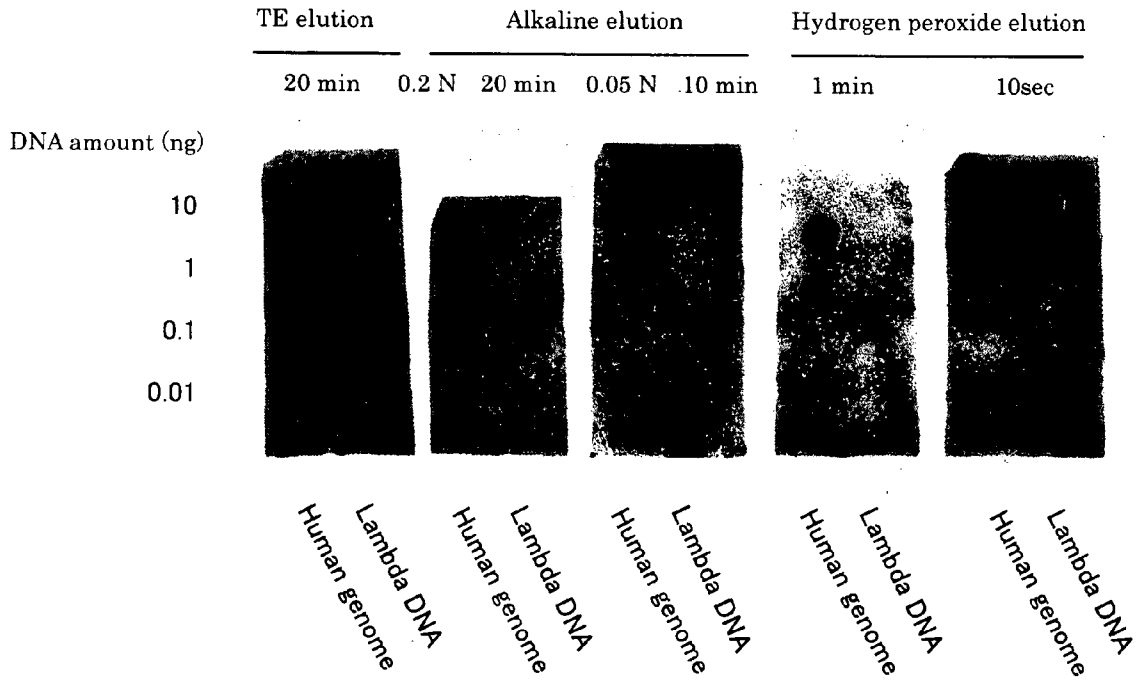 TE elution Alkaline elution Hydrogen peroxide elution
20 min 0.2 N 20 min 0.05 N 10 min 1 min 10sec
DNA amount (ng)
10
1
0.1
0.01
Human genome Lambda DNA Human genome Lambda DNA Human genome Lambda DNA Human genome Lambda DNA Human genome Lambda DNA